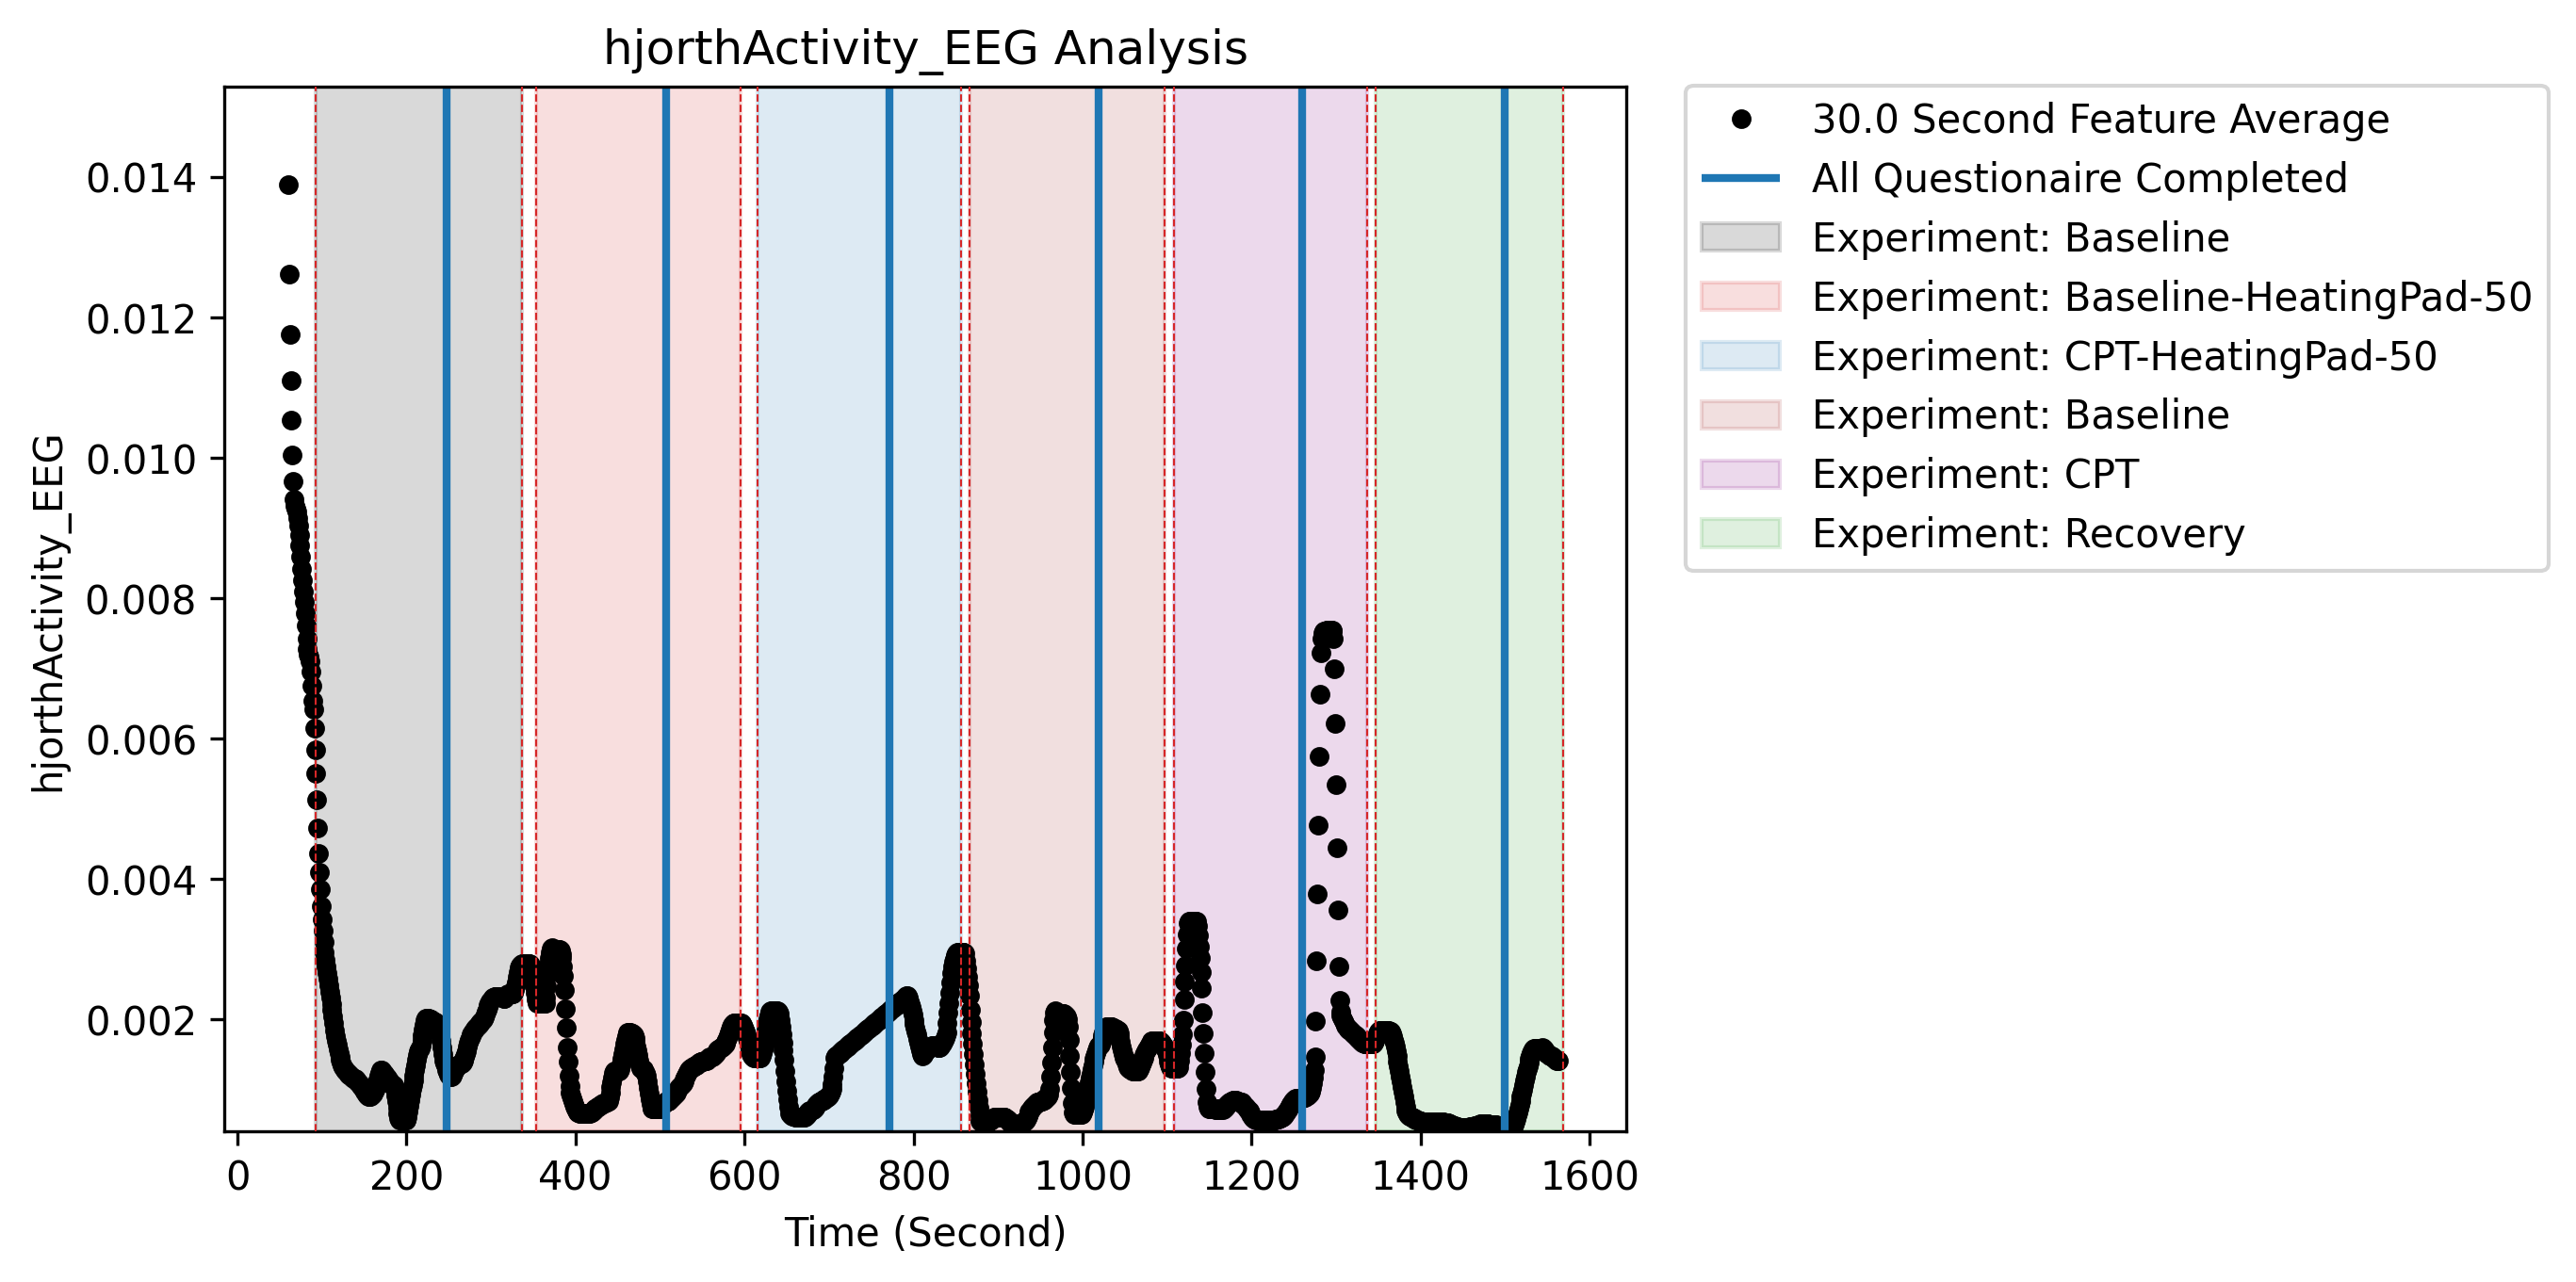 hjorthActivity_EEG Analysis
hjorthActivity_EEG
0.014
0.012
0.010
0.008
0.006
0.004
0.002
0 200 400 600 800 1000 1200 1400 1600
Time (Second)
30.0 Second Feature Average
All Questionaire Completed
Experiment: Baseline
Experiment: Baseline-HeatingPad-50
Experiment: CPT-HeatingPad-50
Experiment: Baseline
Experiment: CPT
Experiment: Recovery